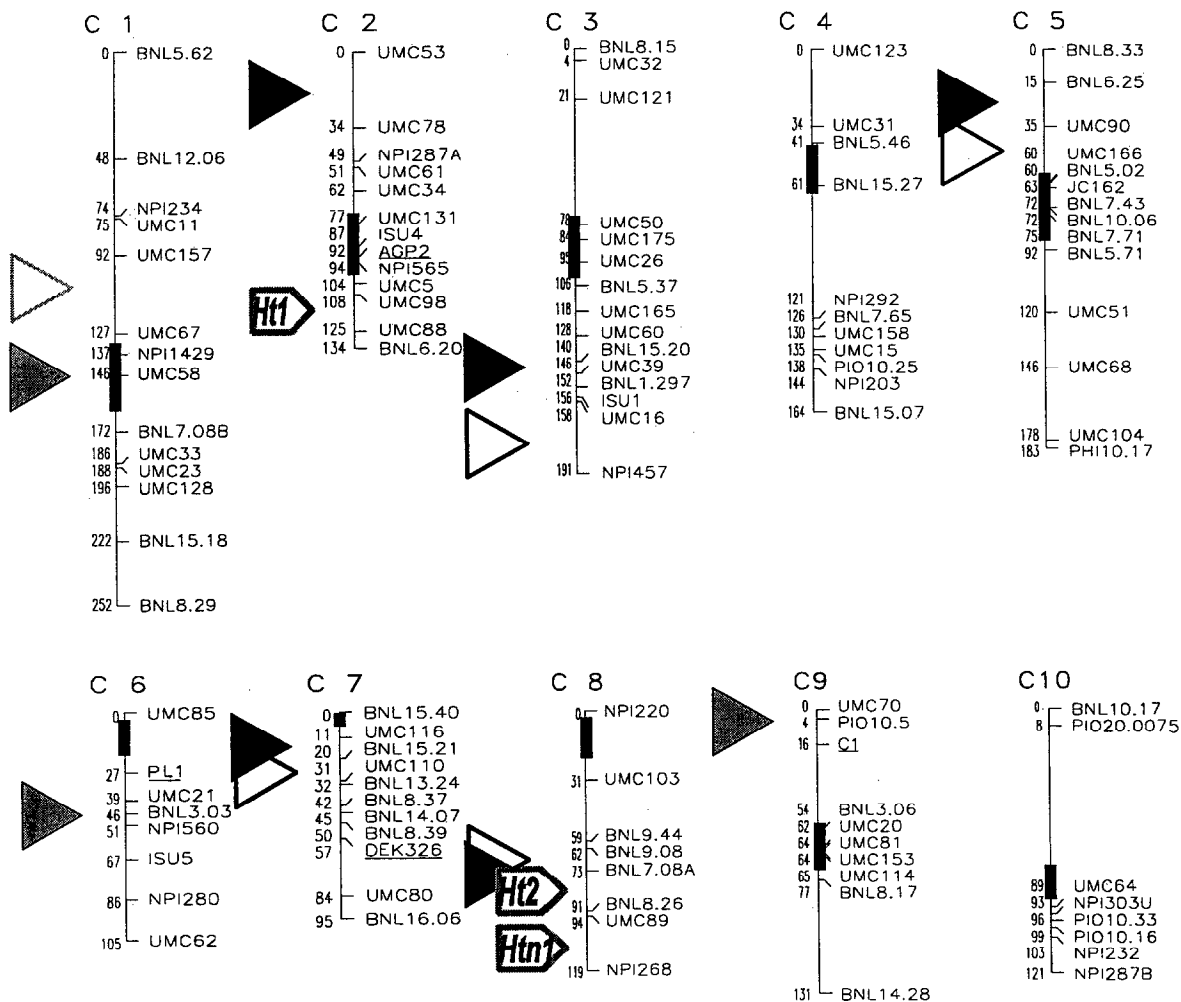 C 1
0 BNL5.62
48 BNL12.06
74 NPI234
75 UMC11
92 UMC157
127 UMC67
137 NPI1429
146 UMC58
172 BNL7.08B
186 UMC33
188 UMC23
196 UMC128
222 BNL15.18
252 BNL8.29
C 2
0 UMC53
34 UMC78
49 NPI287A
51 UMC61
62 UMC34
77 UMC131
87 ISU4
92 AGP2
94 NPI565
104 UMC5
108 UMC98
125 UMC88
134 BNL6.20
Ht1
C 3
0 BNL8.15
4 UMC32
21 UMC121
78 UMC50
84 UMC175
95 UMC26
106 BNL5.37
118 UMC165
128 UMC60
140 BNL15.20
146 UMC39
152 BNL1.297
156 ISU1
158 UMC16
191 NPI457
C 4
0 UMC123
34 UMC31
41 BNL5.46
61 BNL15.27
121 NPI292
126 BNL7.65
130 UMC158
135 UMC15
138 PIO10.25
144 NPI203
164 BNL15.07
C 5
0 BNL8.33
15 BNL6.25
35 UMC90
60 UMC166
60 BNL5.02
63 JC162
72 BNL7.43
72 BNL10.06
75 BNL7.71
92 BNL5.71
120 UMC51
146 UMC68
178 UMC104
183 PHI10.17
C 6
0 UMC85
27 PL1
39 UMC21
46 BNL3.03
51 NPI560
67 ISU5
86 NPI280
105 UMC62
C 7
0 BNL15.40
11 UMC116
20 BNL15.21
31 UMC110
32 BNL13.24
42 BNL8.37
45 BNL14.07
50 BNL8.39
57 DEK326
84 UMC80
95 BNL16.06
C 8
0 NPI220
31 UMC103
59 BNL9.44
62 BNL9.08
73 BNL7.08A
91 BNL8.26
94 UMC89
119 NPI268
Ht2
Htn1
C9
0 UMC70
4 PIO10.5
16 C1
54 BNL3.06
62 UMC20
64 UMC81
64 UMC153
65 UMC114
77 BNL8.17
131 BNL14.28
C10
0 BNL10.17
8 PIO20.0075
89 UMC64
93 NPI303U
96 PIO10.33
99 PIO10.16
103 NPI232
121 NPI287B